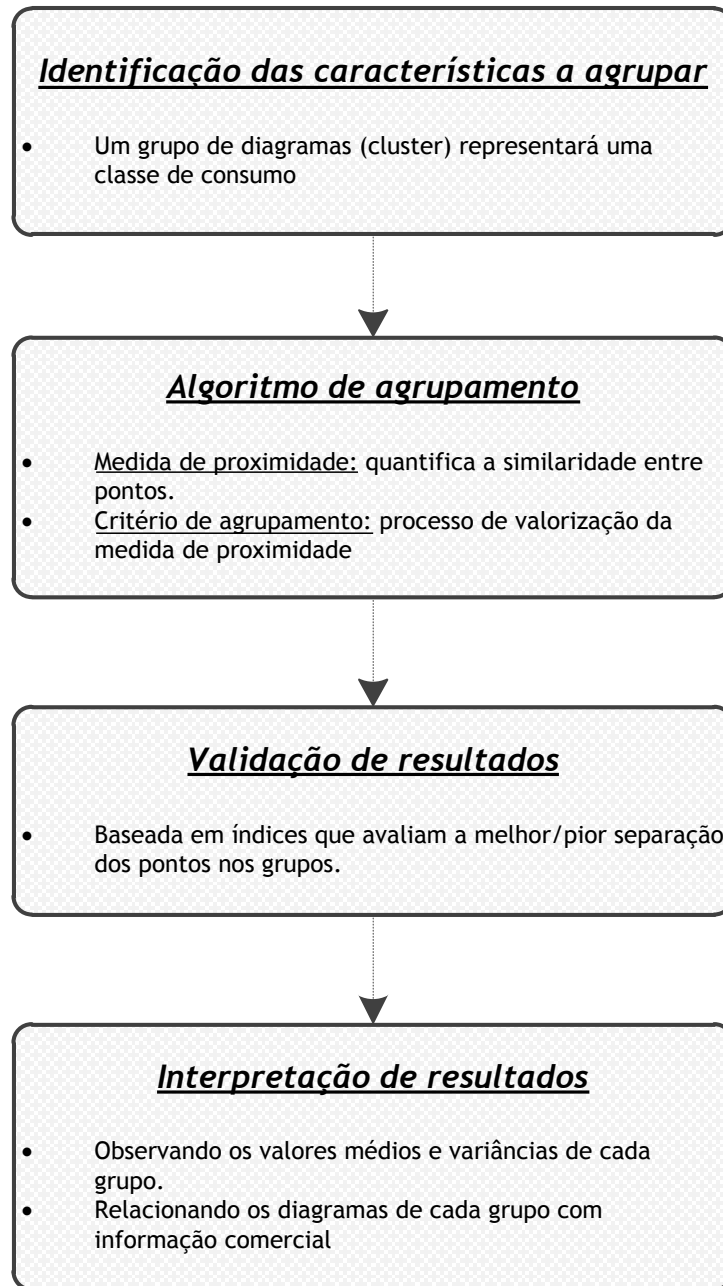 Identificação das características a agrupar
• Um grupo de diagramas (cluster) representará uma
classe de consumo
Algoritmo de agrupamento
• Medida de proximidade: quantifica a similaridade entre
pontos.
• Critério de agrupamento: processo de valorização da
medida de proximidade
Validação de resultados
• Baseada em índices que avaliam a melhor/pior separação
dos pontos nos grupos.
Interpretação de resultados
• Observando os valores médios e variâncias de cada
grupo.
• Relacionando os diagramas de cada grupo com
informação comercial